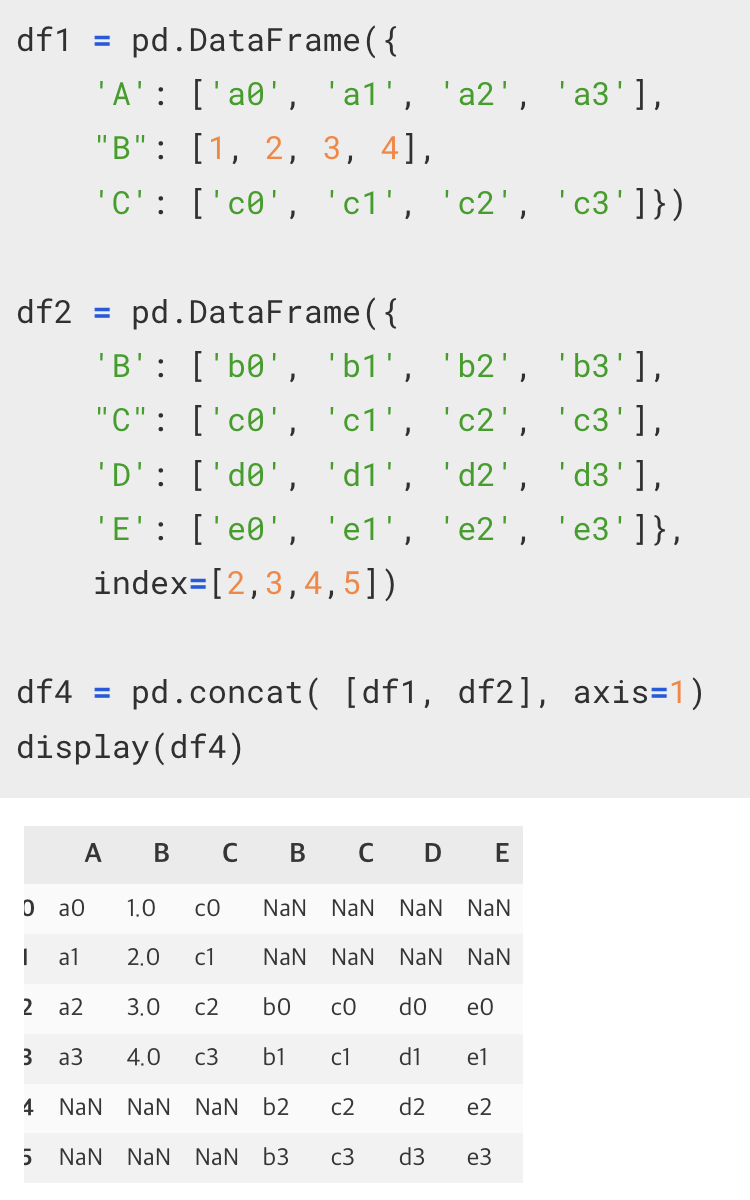 df1 = pd.DataFrame({
    'A': ['a0', 'a1', 'a2', 'a3'],
    "B": [1, 2, 3, 4],
    'C': ['c0', 'c1', 'c2', 'c3']})
df2 = pd.DataFrame({
    'B': ['b0', 'b1', 'b2', 'b3'],
    "C": ['c0', 'c1', 'c2', 'c3'],
    'D': ['d0', 'd1', 'd2', 'd3'],
    'E': ['e0', 'e1', 'e2', 'e3']},
    index=[2,3,4,5])
df4 = pd.concat( [df1, df2], axis=1)
display(df4)
A B C B C D E
0 a0 1.0 c0 NaN NaN NaN NaN
1 a1 2.0 c1 NaN NaN NaN NaN
2 a2 3.0 c2 b0 c0 d0 e0
3 a3 4.0 c3 b1 c1 d1 e1
4 NaN NaN NaN b2 c2 d2 e2
5 NaN NaN NaN b3 c3 d3 e3